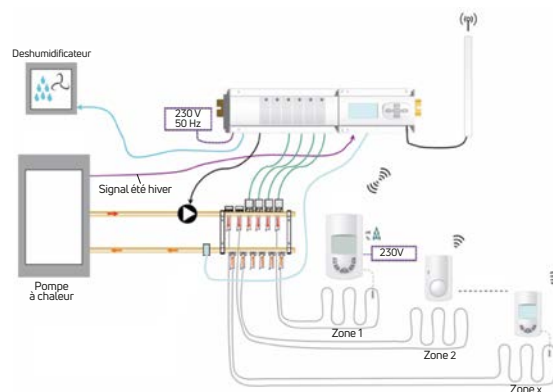 Deshumidificateur
230 V
50 Hz
Signal été hiver
230V
Pompe
à chaleur
Zone 1
Zone 2
Zone x